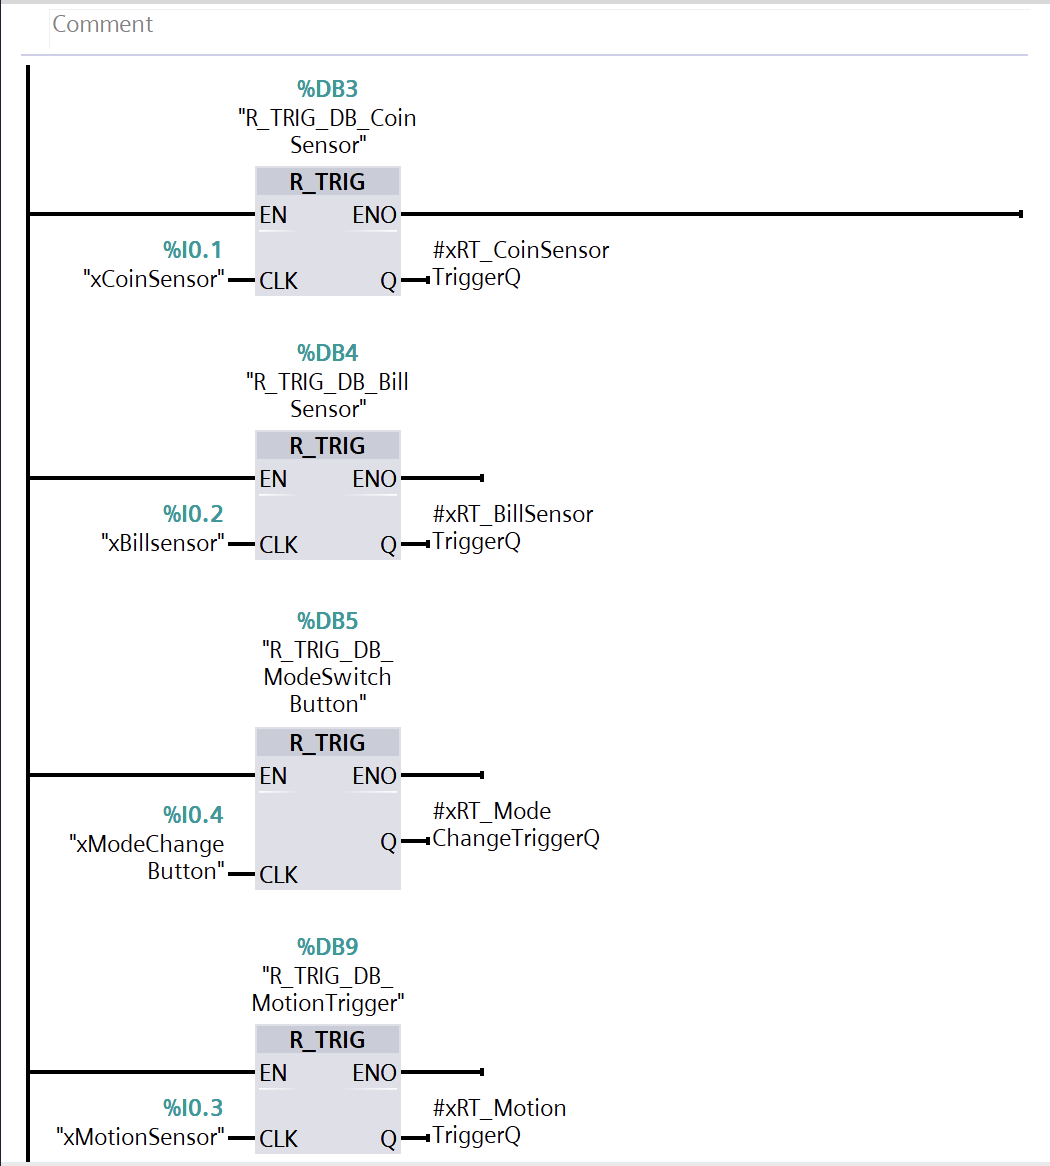 Comment
%DB3
"R_TRIG_DB_Coin
Sensor"
R_TRIG
EN ENO
%I0.1
"xCoinSensor"
CLK Q
#xRT_CoinSensor
TriggerQ
%DB4
"R_TRIG_DB_Bill
Sensor"
R_TRIG
EN ENO
%I0.2
"xBillsensor"
CLK Q
#xRT_BillSensor
TriggerQ
%DB5
"R_TRIG_DB_
ModeSwitch
Button"
R_TRIG
EN ENO
%I0.4
"xModeChange
Button"
CLK
Q
#xRT_Mode
ChangeTriggerQ
%DB9
"R_TRIG_DB_
MotionTrigger"
R_TRIG
EN ENO
%I0.3
"xMotionSensor"
CLK Q
#xRT_Motion
TriggerQ